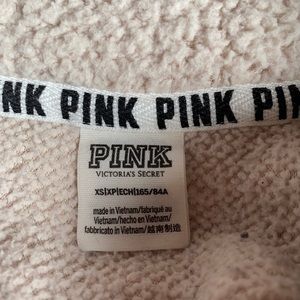 NK PINK PINK PIN
PINK
VICTORIA'S SECRET
XS|XP|ECH|165/84A
made in Vietnam/fabriqué au
Vietnam/hecho en Vietnam/
fabbricato in Vietnam/越南制造